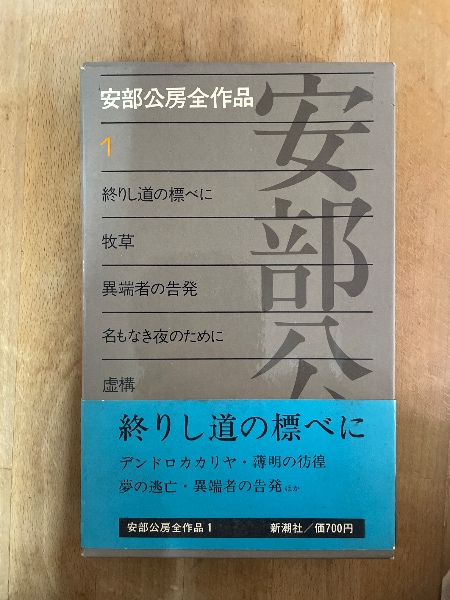 安部公房全作品
1
終りし道の標べに
牧草
異端者の告発
名もなき夜のために
虚構
安部公
終りし道の標べに
デンドロカカリヤ・薄明の彷徨
夢の逃亡・異端者の告発ほか
安部公房全作品1 新潮社／価700円